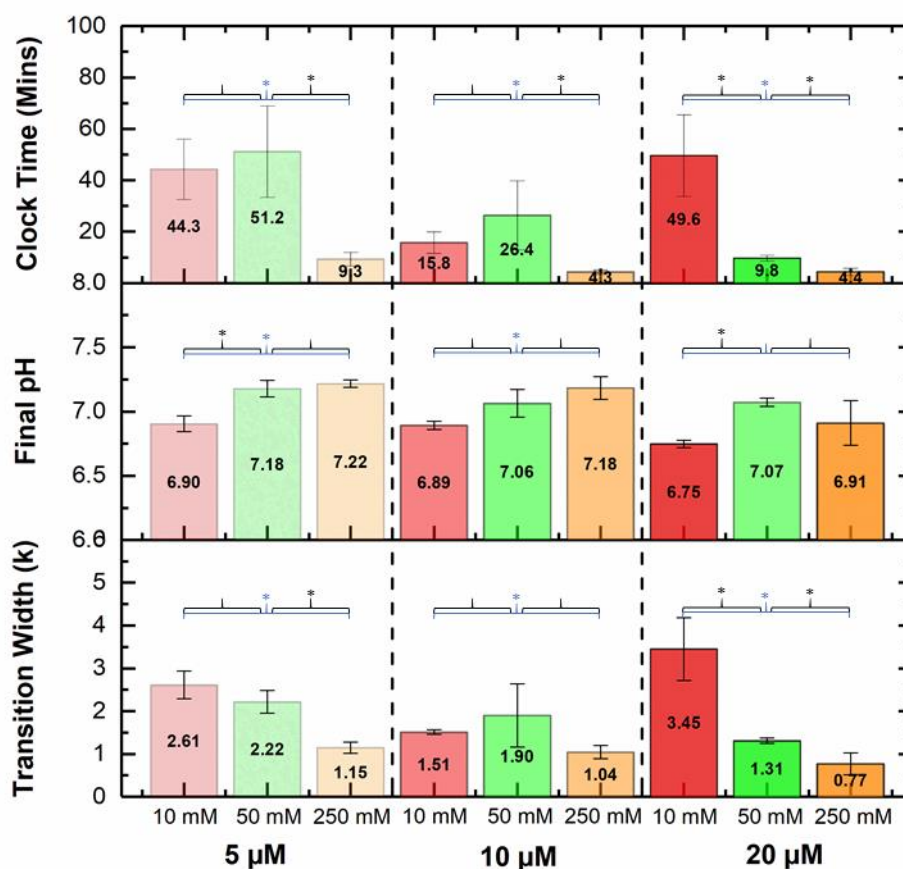 Clock Time (Mins)
100
80
60
40
20
8.0
* * * * * * *
44.3 51.2 9.3 15.8 26.4 4.3 49.6 9.8 4.4
Final pH
7.5
7.0
6.5
6.0
* * * *
6.90 7.18 7.22 6.89 7.06 7.18 6.75 7.07 6.91
Transition Width (k)
5
4
3
2
1
0
* * * * * *
2.61 2.22 1.15 1.51 1.90 1.04 3.45 1.31 0.77
10 mM 50 mM 250 mM 10 mM 50 mM 250 mM 10 mM 50 mM 250 mM
5 µM 10 µM 20 µM